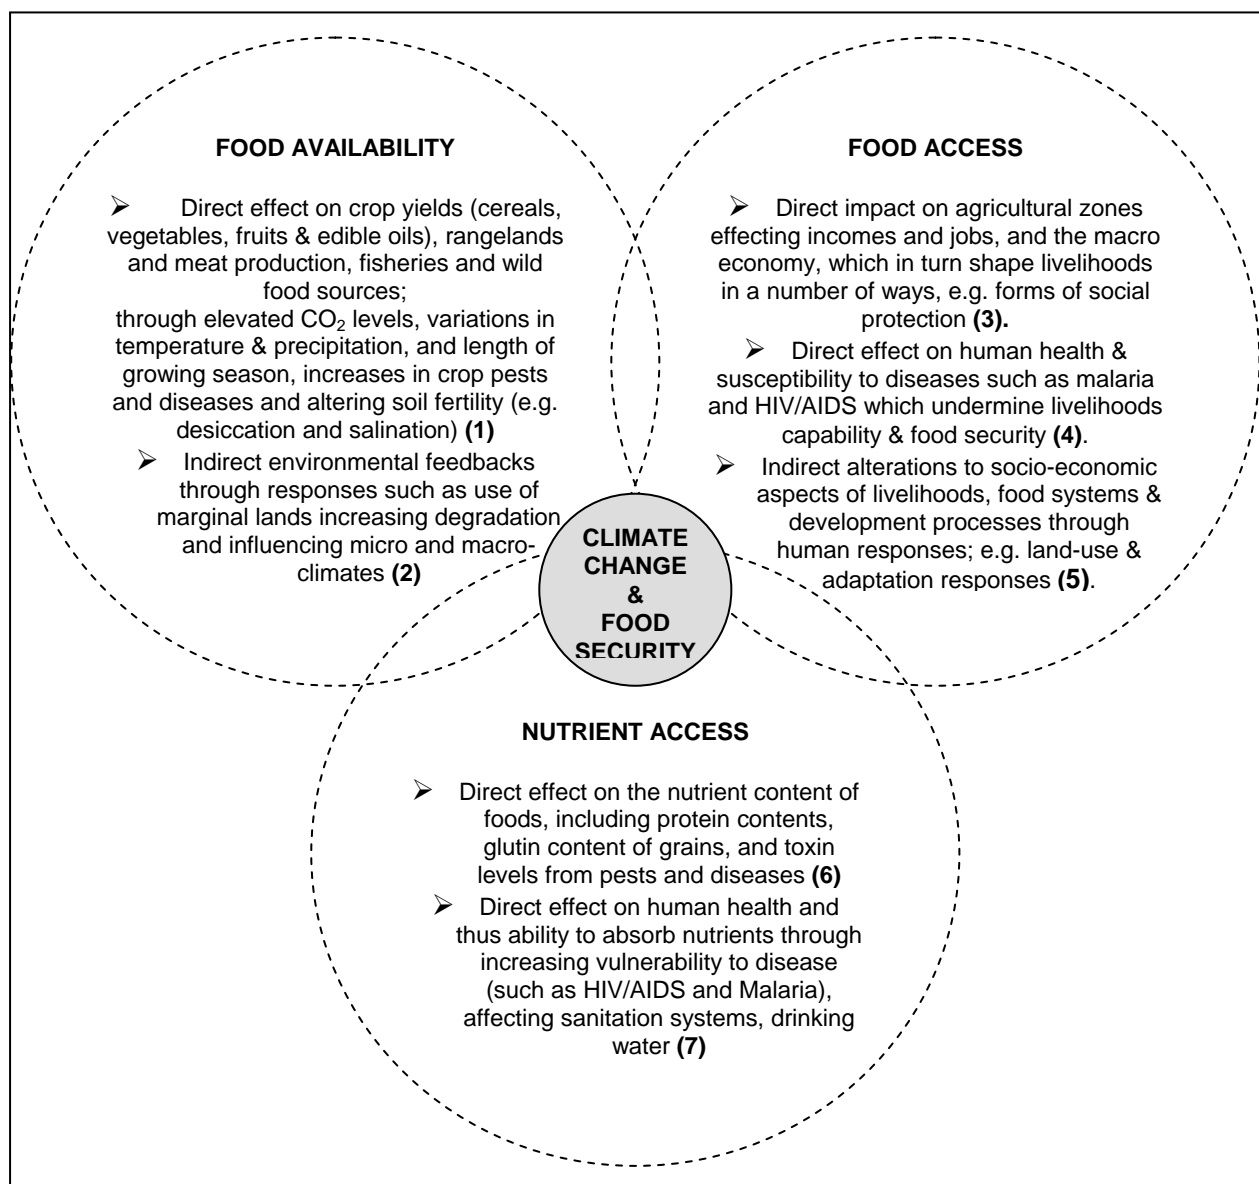 FOOD AVAILABILITY
➢ Direct effect on crop yields (cereals,
vegetables, fruits & edible oils), rangelands
and meat production, fisheries and wild
food sources;
through elevated CO₂ levels, variations in
temperature & precipitation, and length of
growing season, increases in crop pests
and diseases and altering soil fertility (e.g.
desiccation and salination) (1)
➢ Indirect environmental feedbacks
through responses such as use of
marginal lands increasing degradation
and influencing micro and macro-
climates (2)
FOOD ACCESS
➢ Direct impact on agricultural zones
effecting incomes and jobs, and the macro
economy, which in turn shape livelihoods
in a number of ways, e.g. forms of social
protection (3).
➢ Direct effect on human health &
susceptibility to diseases such as malaria
and HIV/AIDS which undermine livelihoods
capability & food security (4).
➢ Indirect alterations to socio-economic
aspects of livelihoods, food systems &
development processes through
human responses; e.g. land-use &
adaptation responses (5).
CLIMATE
CHANGE
&
FOOD
SECURITY
NUTRIENT ACCESS
➢ Direct effect on the nutrient content of
foods, including protein contents,
glutin content of grains, and toxin
levels from pests and diseases (6)
➢ Direct effect on human health and
thus ability to absorb nutrients through
increasing vulnerability to disease
(such as HIV/AIDS and Malaria),
affecting sanitation systems, drinking
water (7)